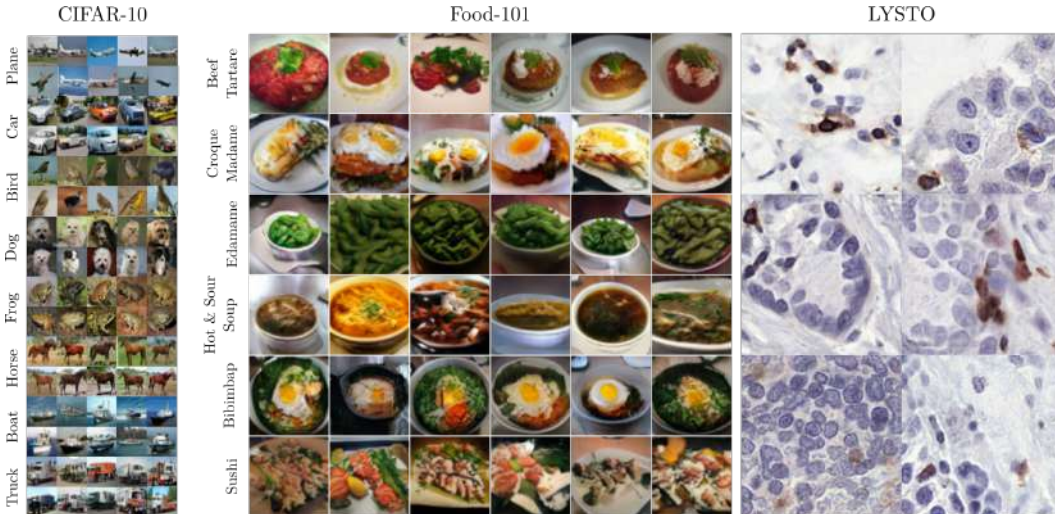 CIFAR-10
Food-101
LYSTO
Plane
Car
Bird
Dog
Frog
Horse
Boat
Truck
Beef
Tartare
Croque
Madame
Edamame
Hot & Sour
Soup
Bibimbap
Sushi